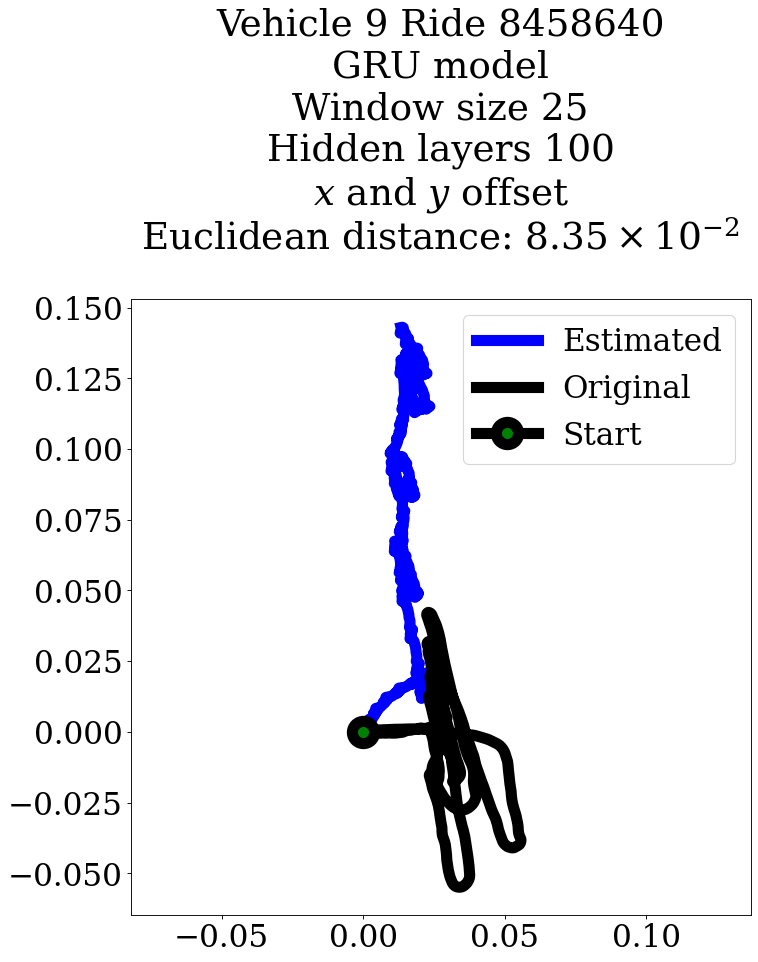 Vehicle 9 Ride 8458640
GRU model
Window size 25
Hidden layers 100
x and y offset
Euclidean distance: 8.35 × 10⁻²
Estimated
Original
Start
0.150
0.125
0.100
0.075
0.050
0.025
0.000
−0.025
−0.050
−0.05 0.00 0.05 0.10